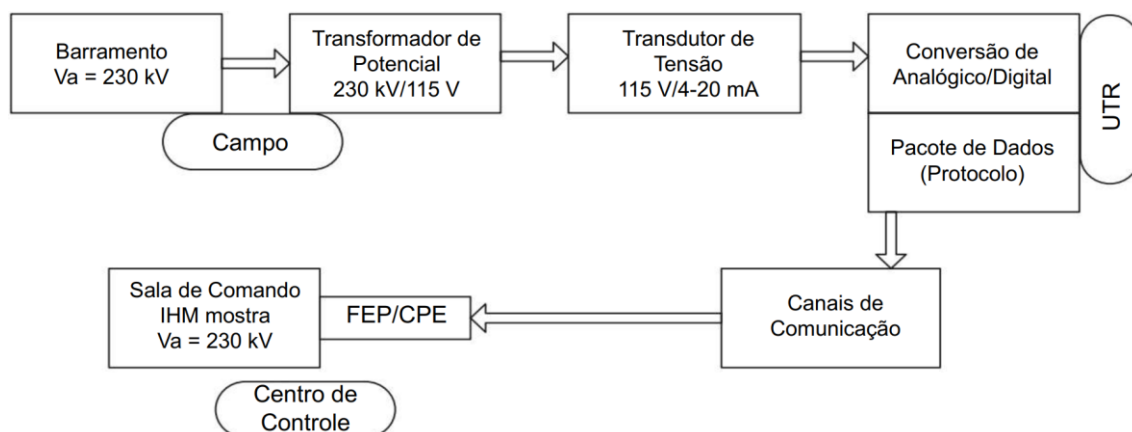 Barramento
Va = 230 kV
Transformador de
Potencial
230 kV/115 V
Transdutor de
Tensão
115 V/4-20 mA
Conversão de
Analógico/Digital
UTR
Campo
Pacote de Dados
(Protocolo)
Sala de Comando
IHM mostra
Va = 230 kV
FEP/CPE
Canais de
Comunicação
Centro de
Controle